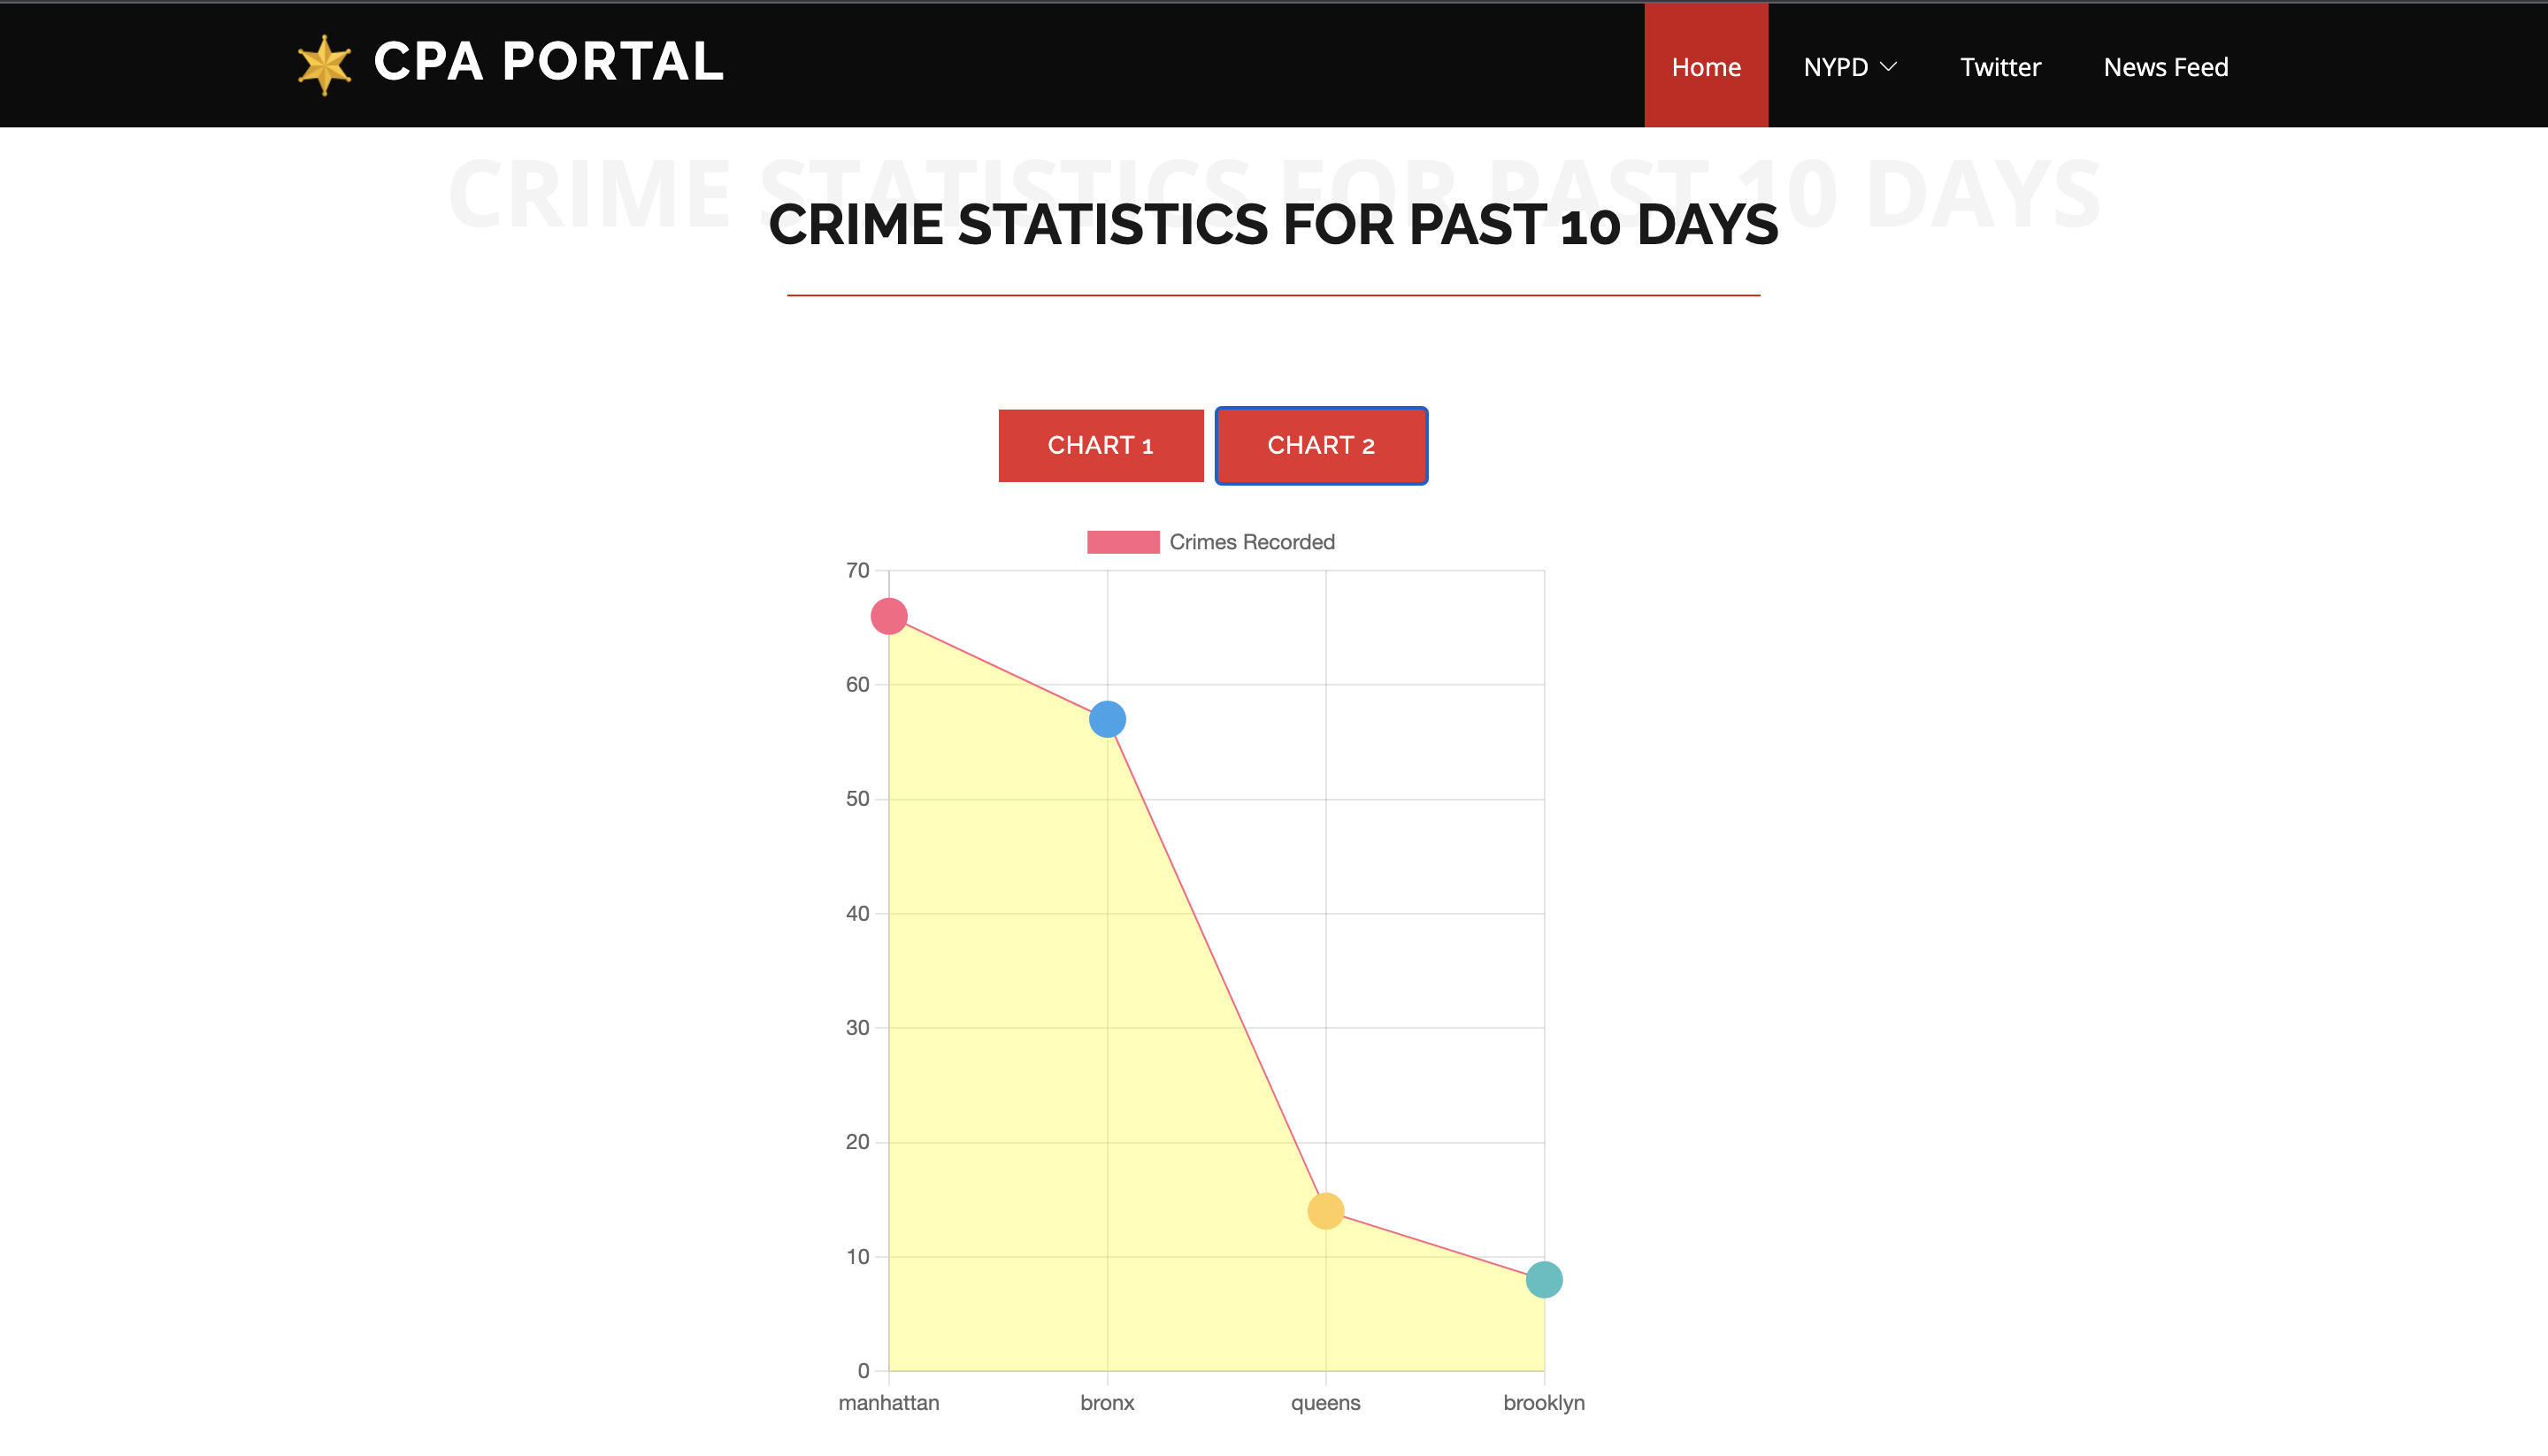 CPA PORTAL
Home NYPD Twitter News Feed
CRIME STATISTICS FOR PAST 10 DAYS
CRIME STATISTICS FOR PAST 10 DAYS
CHART 1 CHART 2
Crimes Recorded
70
60
50
40
30
20
10
0
manhattan bronx queens brooklyn